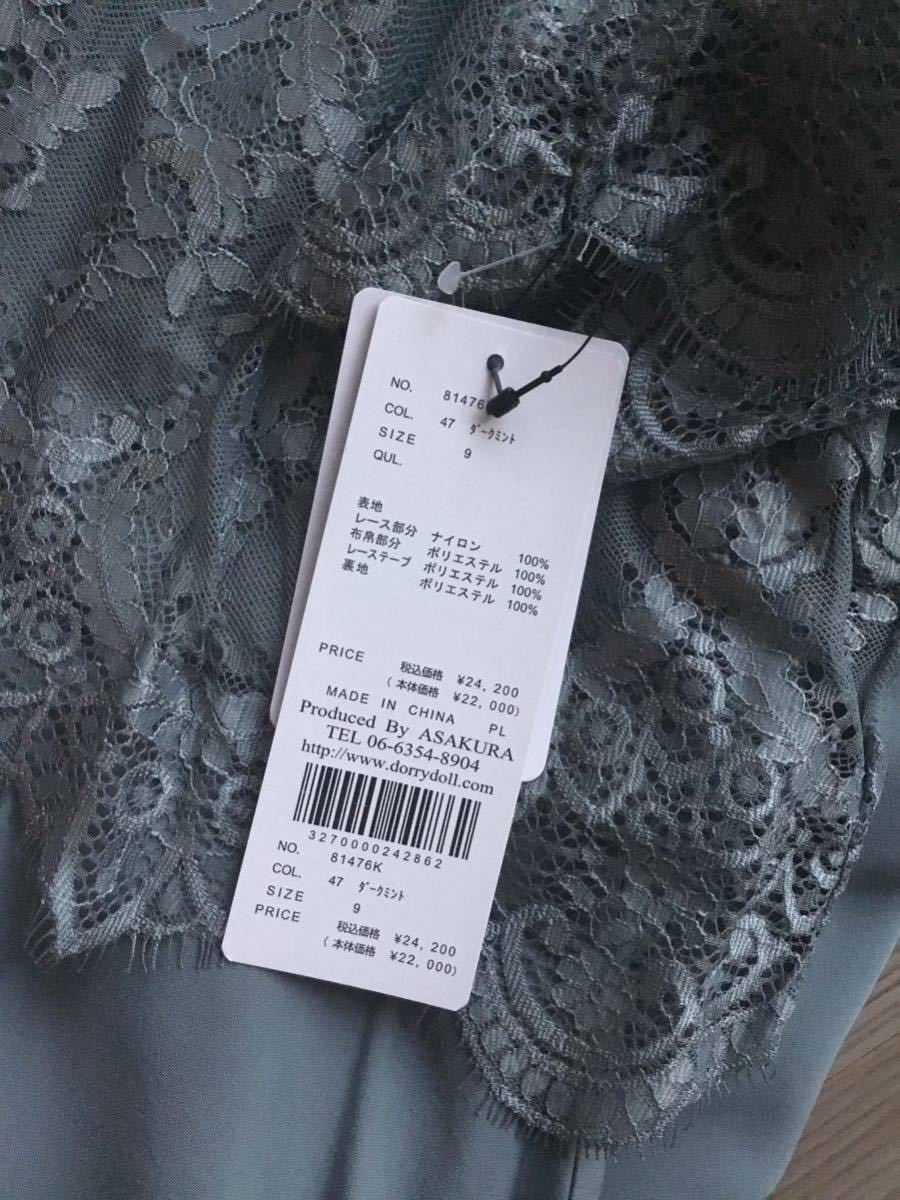 NO. 81476
COL. 47 ダークミント
SIZE 9
QUL.
表地
レース部分 ナイロン 100%
布帛部分 ポリエステル 100%
レーステープ ポリエステル 100%
裏地 ポリエステル 100%
PRICE 税込価格 ¥24,200
(本体価格 ¥22,000)
MADE IN CHINA PL
Produced By ASAKURA
TEL 06-6354-8904
http://www.dorrydoll.com
3270000242862
NO. 81476K
COL. 47 ダークミント
SIZE 9
PRICE 税込価格 ¥24,200
(本体価格 ¥22,000)